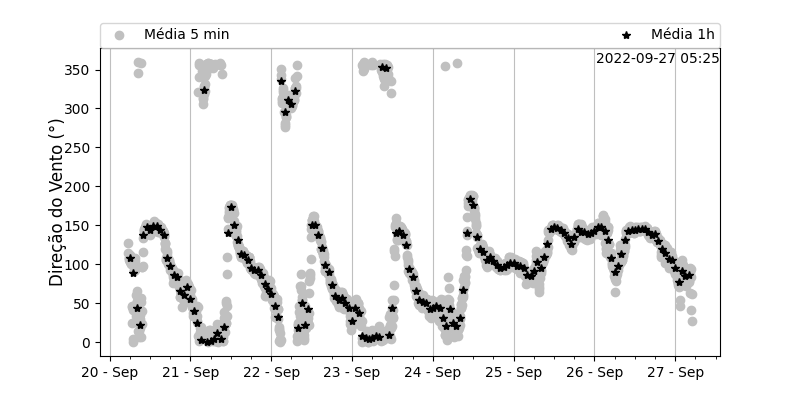 Média 5 min
Média 1h
2022-09-27 05:25
Direção do Vento (°)
350
300
250
200
150
100
50
0
20 - Sep
21 - Sep
22 - Sep
23 - Sep
24 - Sep
25 - Sep
26 - Sep
27 - Sep